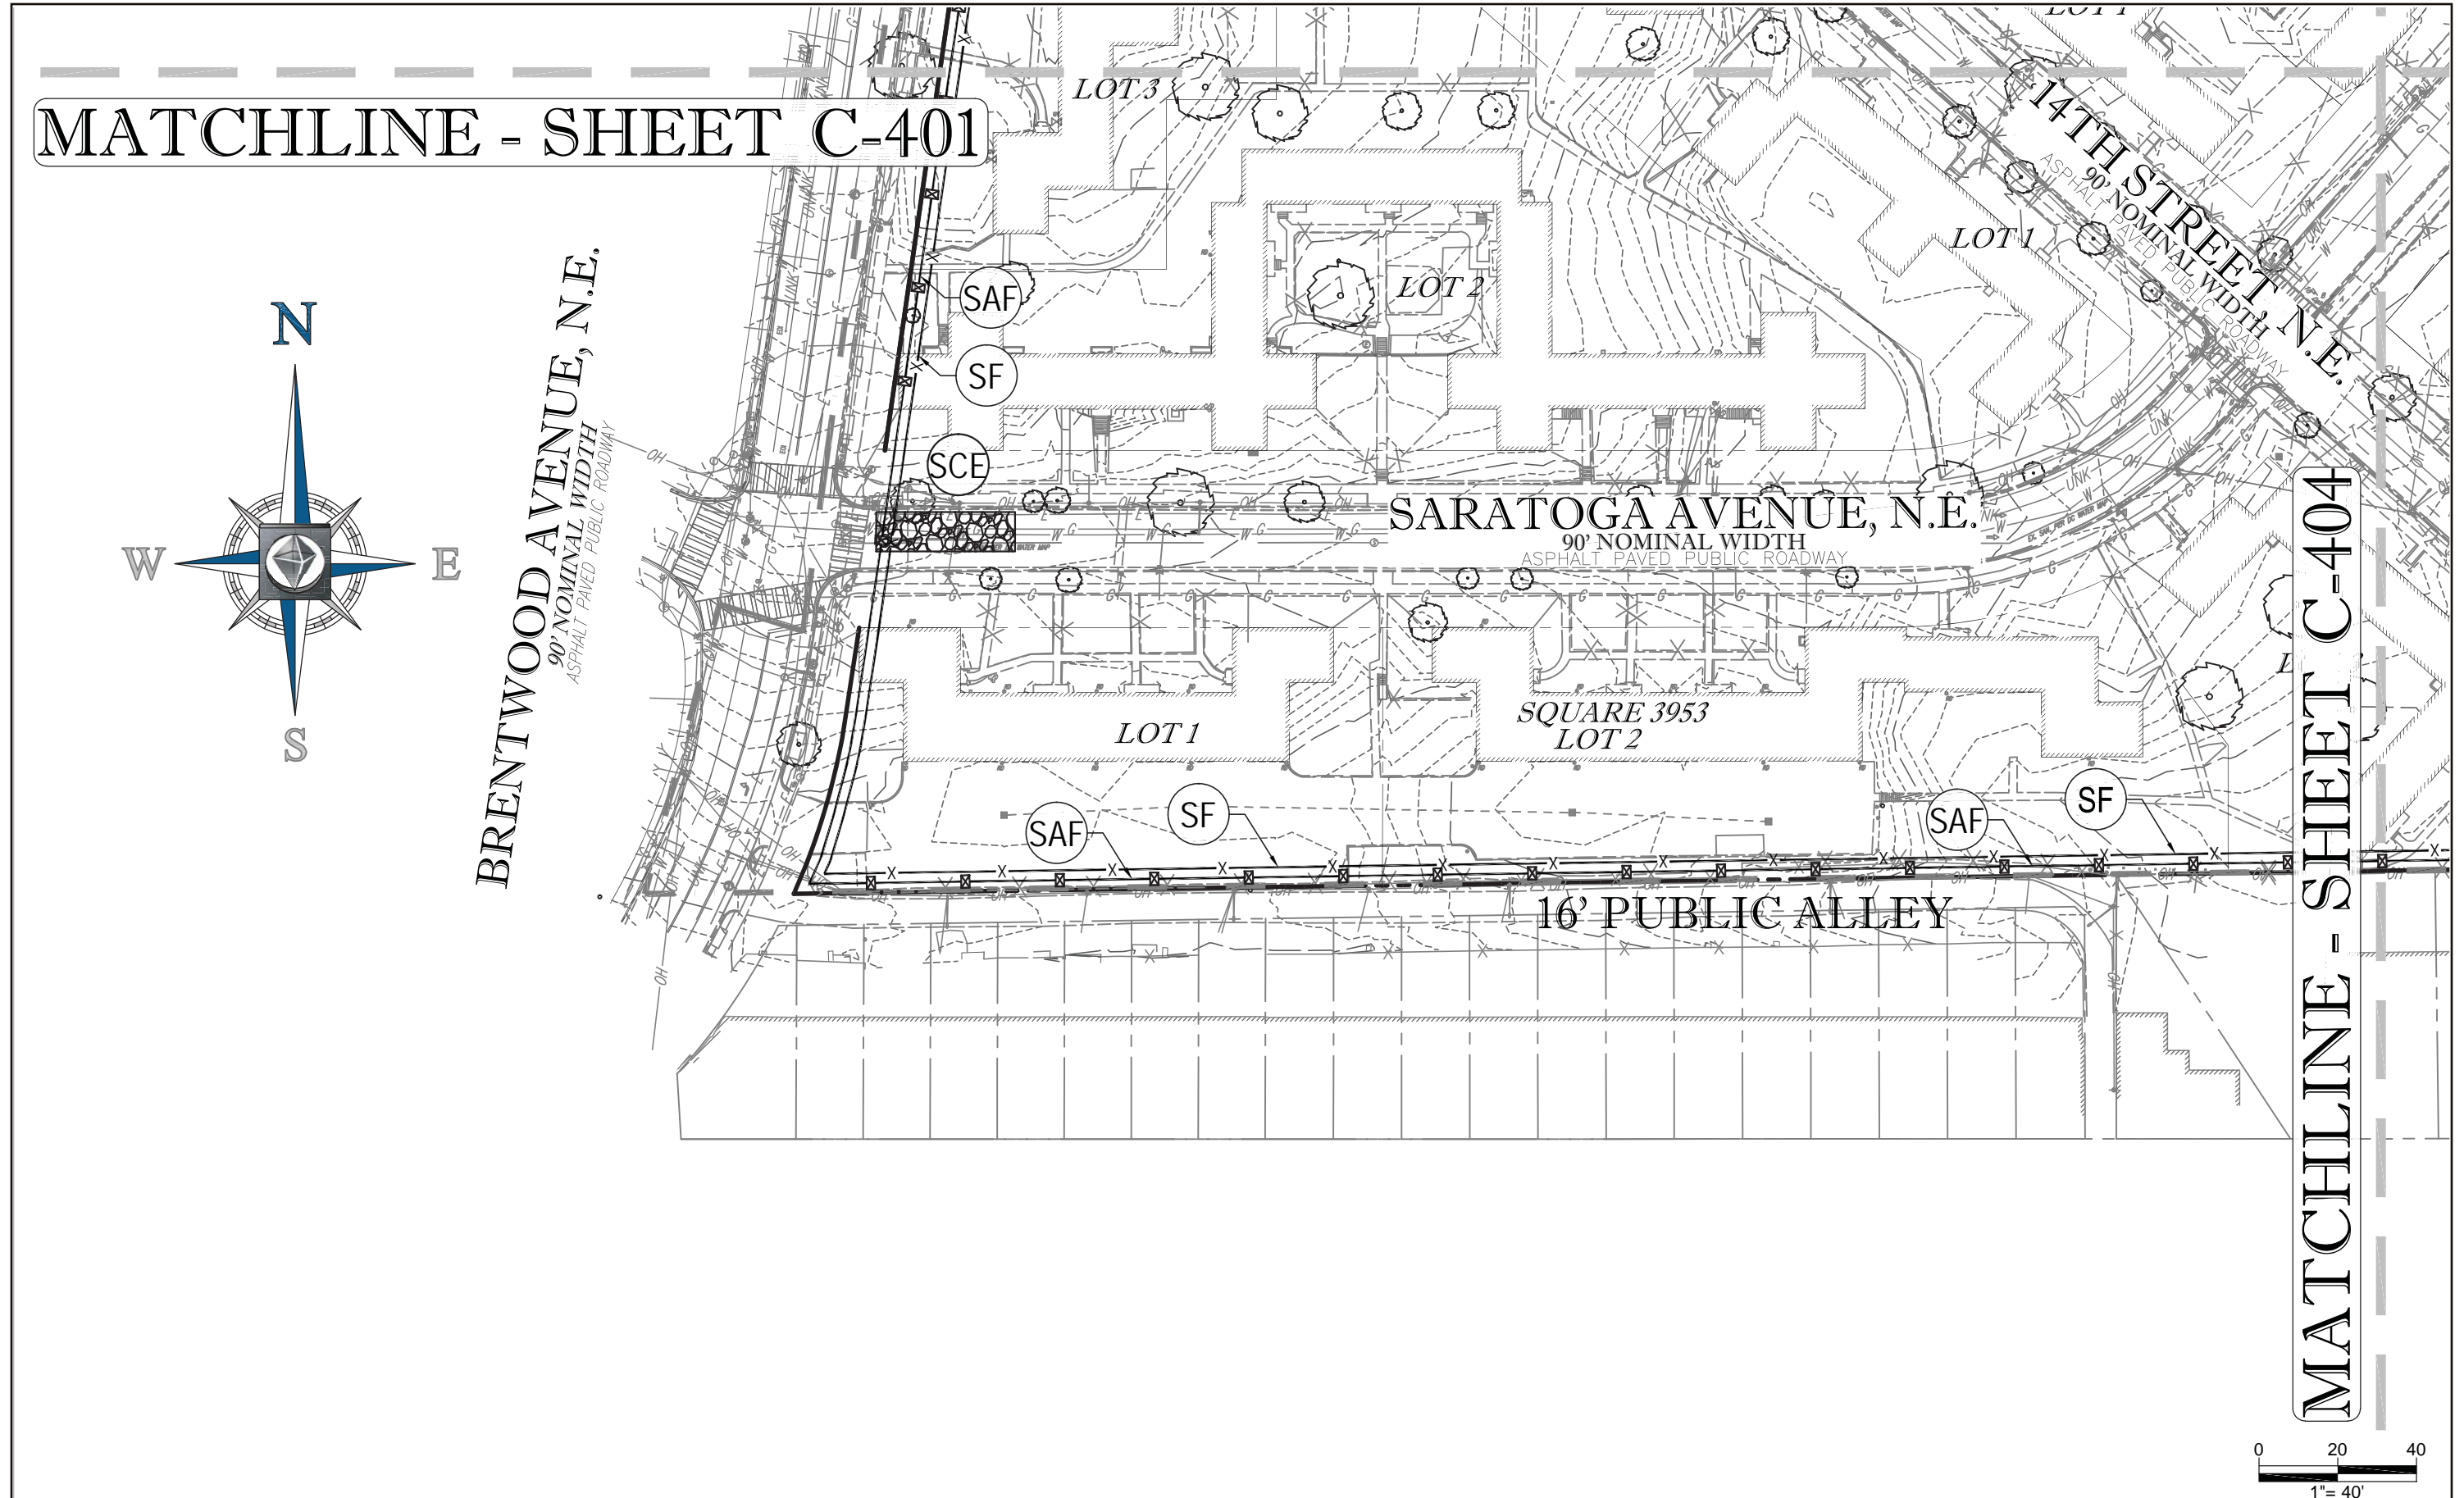 LOT 3
MATCHLINE - SHEET C-401
14TH STREET, N.E.
90' NOMINAL WIDTH
ASPHALT PAVED PUBLIC ROADWAY
LOT 1
LOT 2
N
W
E
S
BRENTWOOD AVENUE, N.E.
90' NOMINAL WIDTH
ASPHALT PAVED PUBLIC ROADWAY
SAF
SF
SCE
SARATOGA AVENUE, N.E.
90' NOMINAL WIDTH
ASPHALT PAVED PUBLIC ROADWAY
LOT 1
SQUARE 3953
LOT 2
SAF
SF
SAF
SF
16' PUBLIC ALLEY
MATCHLINE - SHEET C-404
0 20 40
1"= 40'